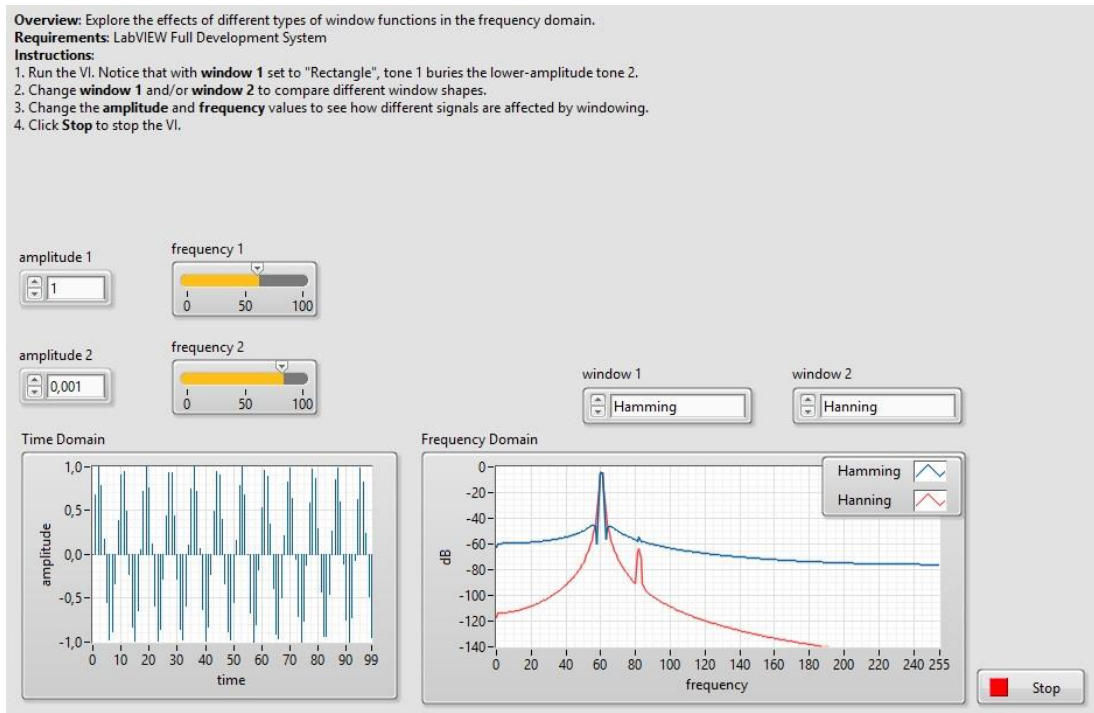 Overview: Explore the effects of different types of window functions in the frequency domain.
Requirements: LabVIEW Full Development System
Instructions:
1. Run the VI. Notice that with window 1 set to "Rectangle", tone 1 buries the lower-amplitude tone 2.
2. Change window 1 and/or window 2 to compare different window shapes.
3. Change the amplitude and frequency values to see how different signals are affected by windowing.
4. Click Stop to stop the VI.
amplitude 1
1
frequency 1
0 50 100
amplitude 2
0,001
frequency 2
0 50 100
window 1
Hamming
window 2
Hanning
Time Domain
1,0
0,5
0,0
-0,5
-1,0
amplitude
0 10 20 30 40 50 60 70 80 90 99
time
Frequency Domain
Hamming
Hanning
0
-20
-40
-60
-80
-100
-120
-140
dB
0 20 40 60 80 100 120 140 160 180 200 220 240 255
frequency
Stop